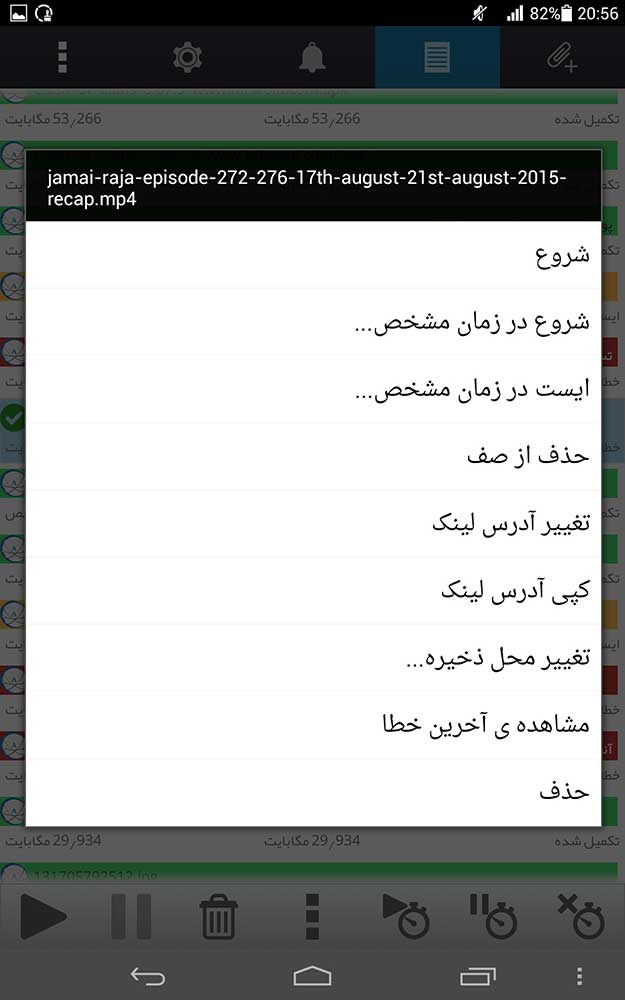 82% 20:56
53٫266 مگابایت 53٫266 مگابایت تکمیل شده
jamai-raja-episode-272-276-17th-august-21st-august-2015-
recap.mp4
شروع
شروع در زمان مشخص...
ایست در زمان مشخص...
حذف از صف
تغییر آدرس لینک
کپی آدرس لینک
تغییر محل ذخیره...
مشاهده ی آخرین خطا
حذف
29٫934 مگابایت 29٫934 مگابایت تکمیل شده